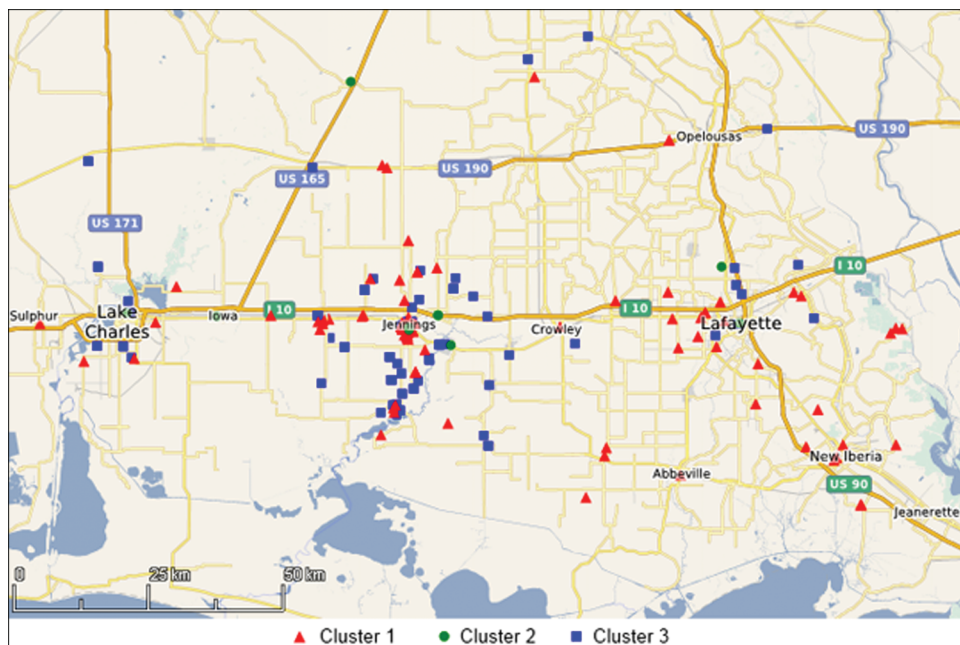 Opelousas
US 190
US 190
US 165
US 171
I 10
Sulphur
Lake
Charles
Iowa
I 10
Jennings
Crowley
I 10
Lafayette
Abbeville
New Iberia
US 90
Jeanerette
0
25 km
50 km
Cluster 1
Cluster 2
Cluster 3